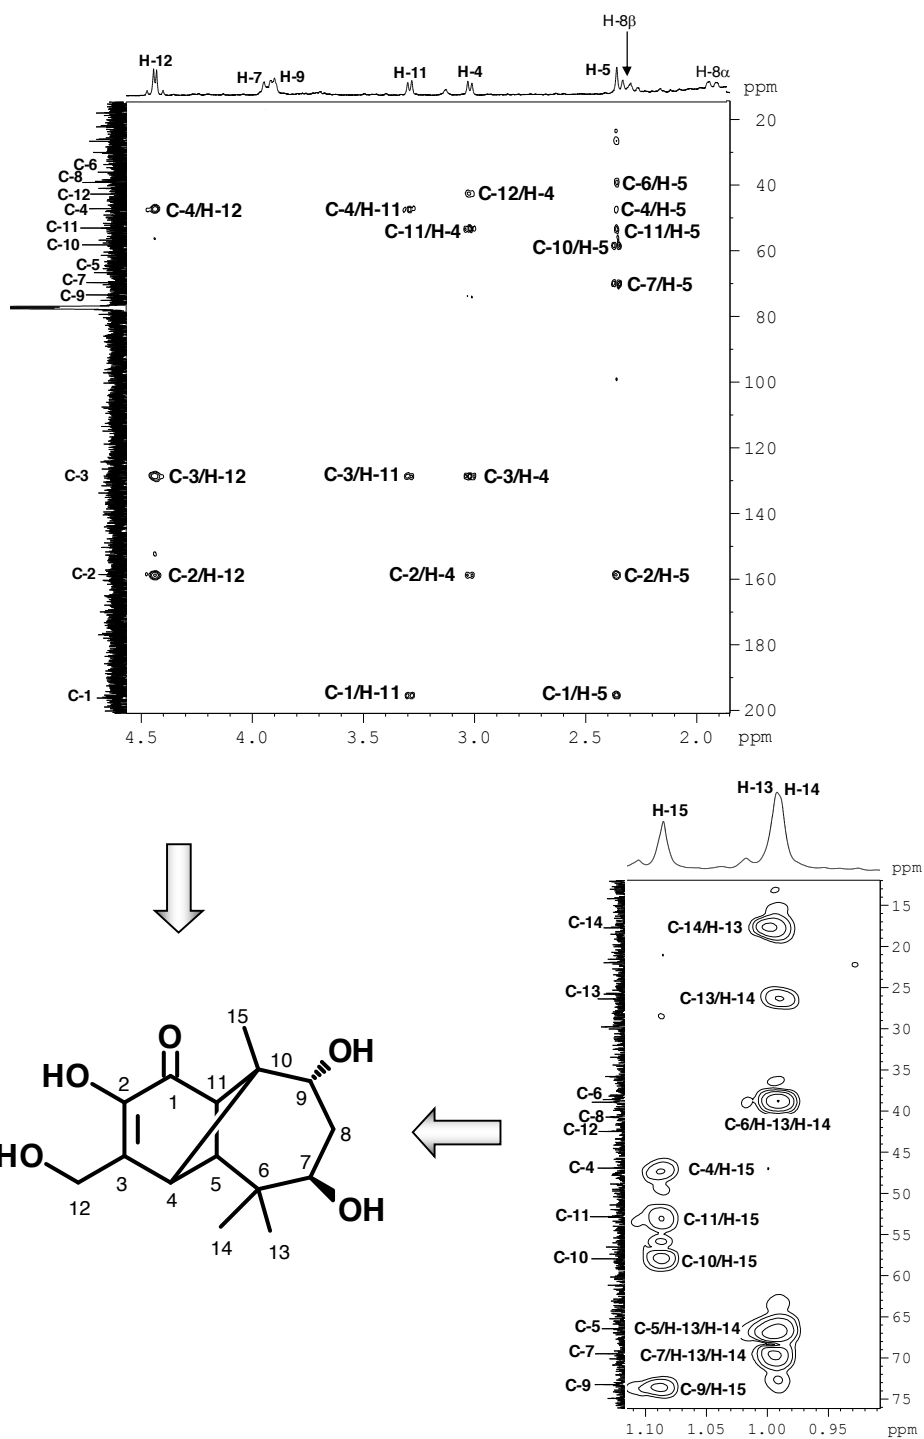 H-8β
H-12
H-7
H-9
H-11
H-4
H-5
H-8α
ppm
20
40
60
80
100
120
140
160
180
200
C-6
C-8
C-12
C-4
C-11
C-10
C-5
C-7
C-9
C-3
C-2
C-1
C-12/H-4
C-6/H-5
C-4/H-12
C-4/H-11
C-4/H-5
C-11/H-4
C-11/H-5
C-10/H-5
C-7/H-5
C-3/H-12
C-3/H-11
C-3/H-4
C-2/H-12
C-2/H-4
C-2/H-5
C-1/H-11
C-1/H-5
4.5
4.0
3.5
3.0
2.5
2.0
ppm
H-15
H-13
H-14
ppm
15
20
25
30
35
40
45
50
55
60
65
70
75
C-14
C-13
C-6
C-8
C-12
C-4
C-11
C-10
C-5
C-7
C-9
C-14/H-13
C-13/H-14
C-6/H-13/H-14
C-4/H-15
C-11/H-15
C-10/H-15
C-5/H-13/H-14
C-7/H-13/H-14
C-9/H-15
1.10
1.05
1.00
0.95
ppm
15
O
10
OH
HO
2
1
11
9
8
HO
3
4
5
6
7
12
OH
14
13